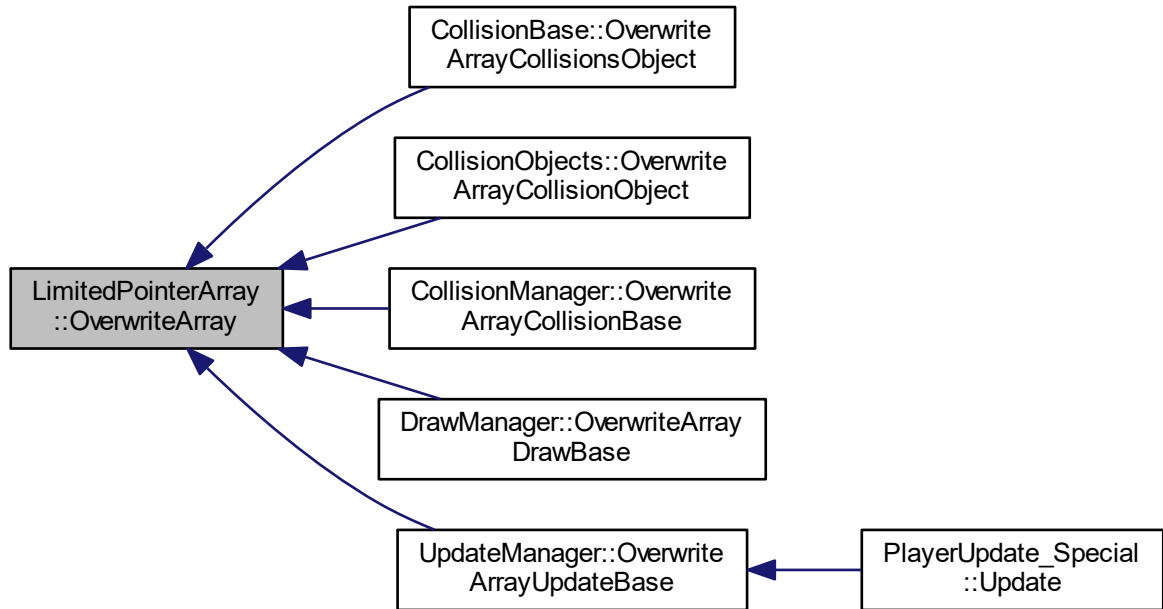 CollisionBase::Overwrite
ArrayCollisionsObject
CollisionObjects::Overwrite
ArrayCollisionObject
LimitedPointerArray
::OverwriteArray
CollisionManager::Overwrite
ArrayCollisionBase
DrawManager::OverwriteArray
DrawBase
UpdateManager::Overwrite
ArrayUpdateBase
PlayerUpdate_Special
::Update